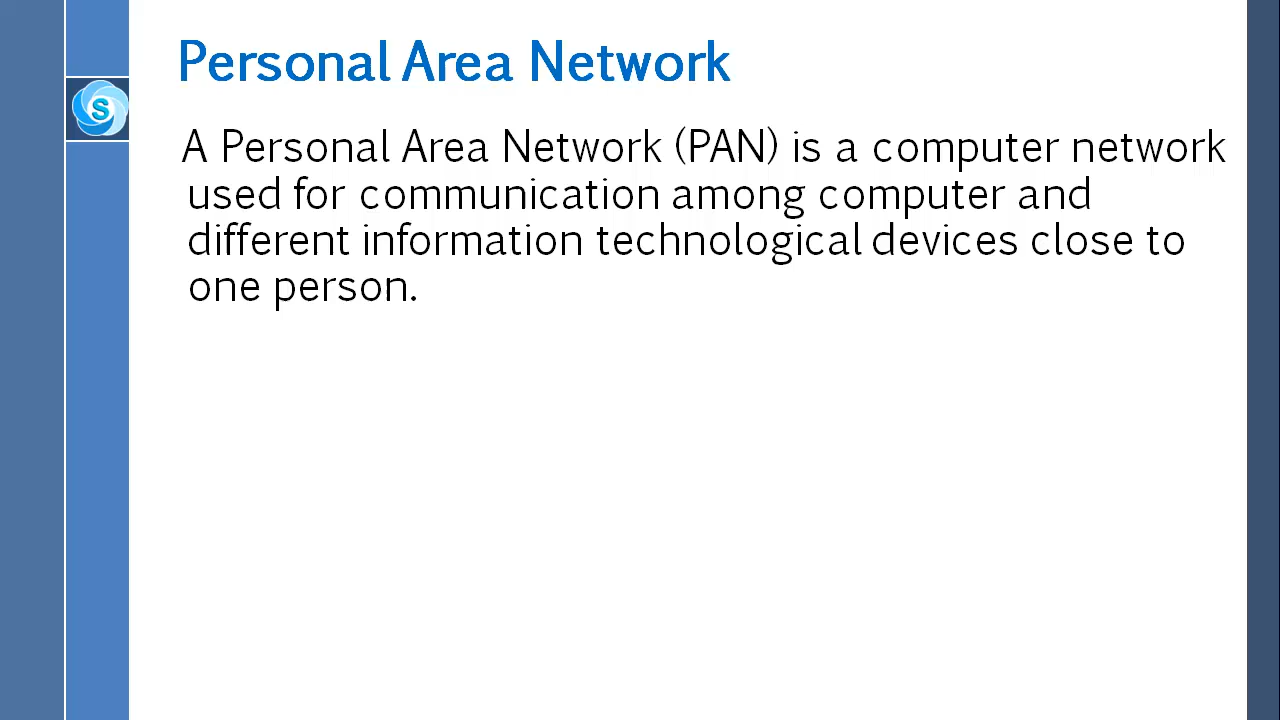 Personal Area Network
S
A Personal Area Network (PAN) is a computer network
used for communication among computer and
different information technological devices close to
one person.